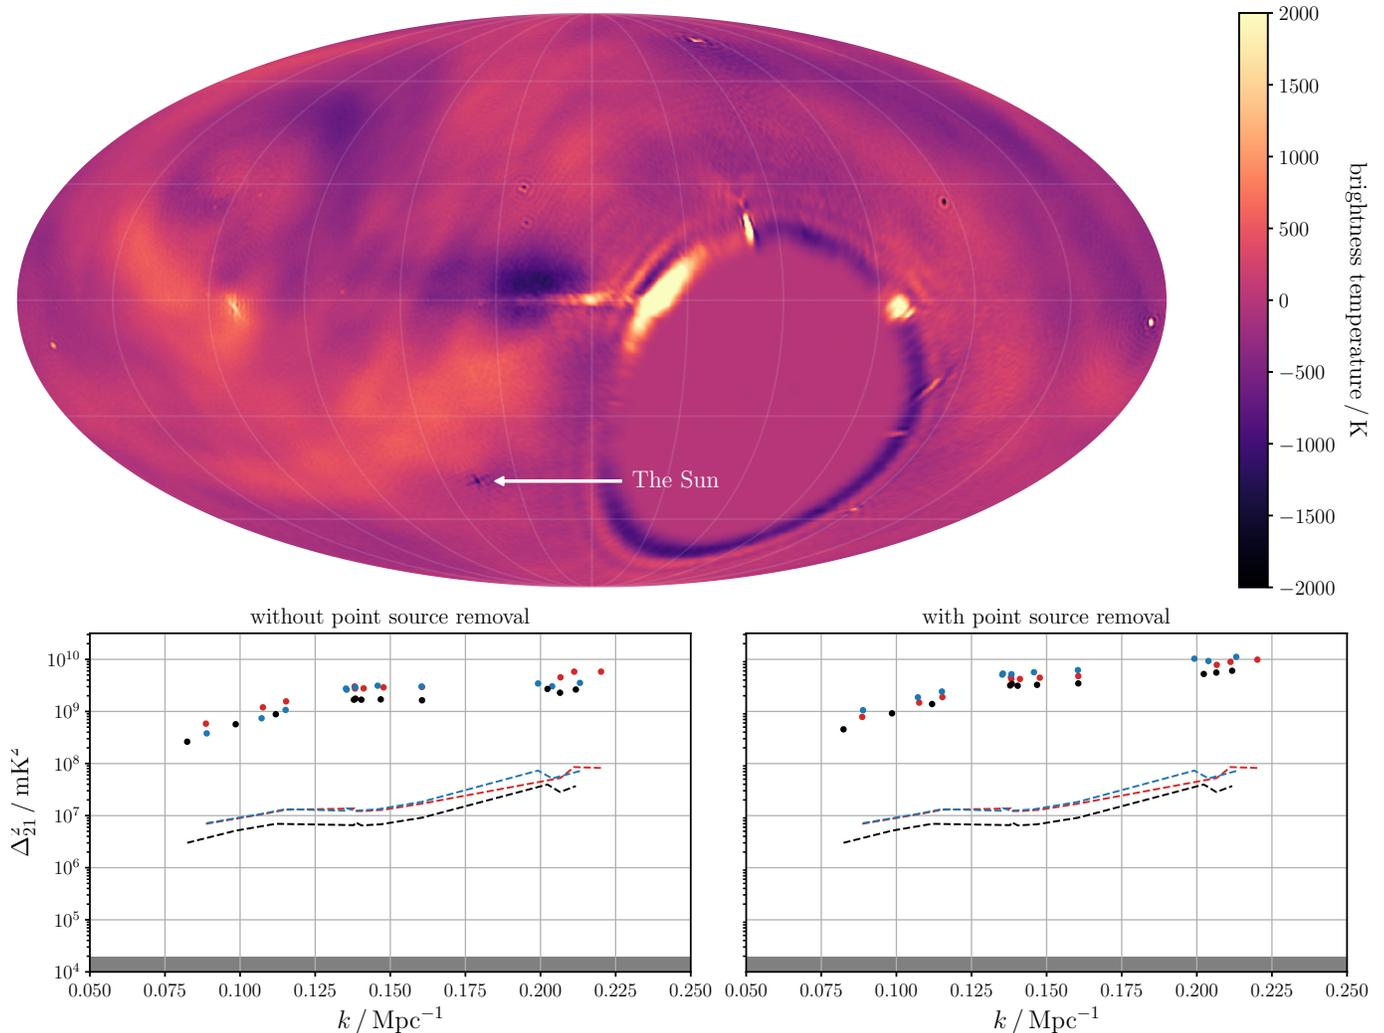 2000
1500
1000
500
0
−500
−1000
−1500
−2000
brightness temperature / K
The Sun
without point source removal
with point source removal
10¹⁰
10⁹
10⁸
10⁷
10⁶
10⁵
10⁴
Δ²₂₁ / mK²
0.050 0.075 0.100 0.125 0.150 0.175 0.200 0.225 0.250
0.050 0.075 0.100 0.125 0.150 0.175 0.200 0.225 0.250
k / Mpc⁻¹
k / Mpc⁻¹